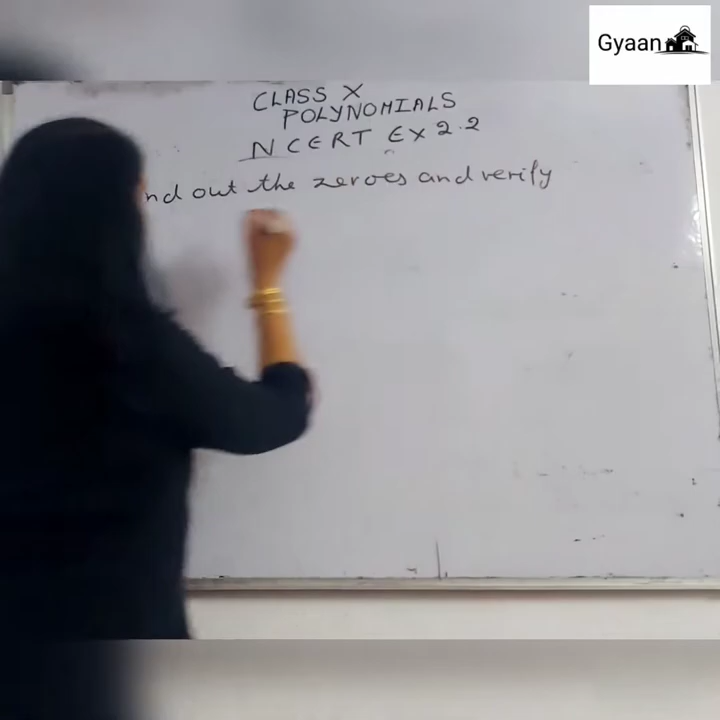 Gyaan
CLASS X
POLYNOMIALS
NCERT EX 2.2
nd out the zeroes and verify